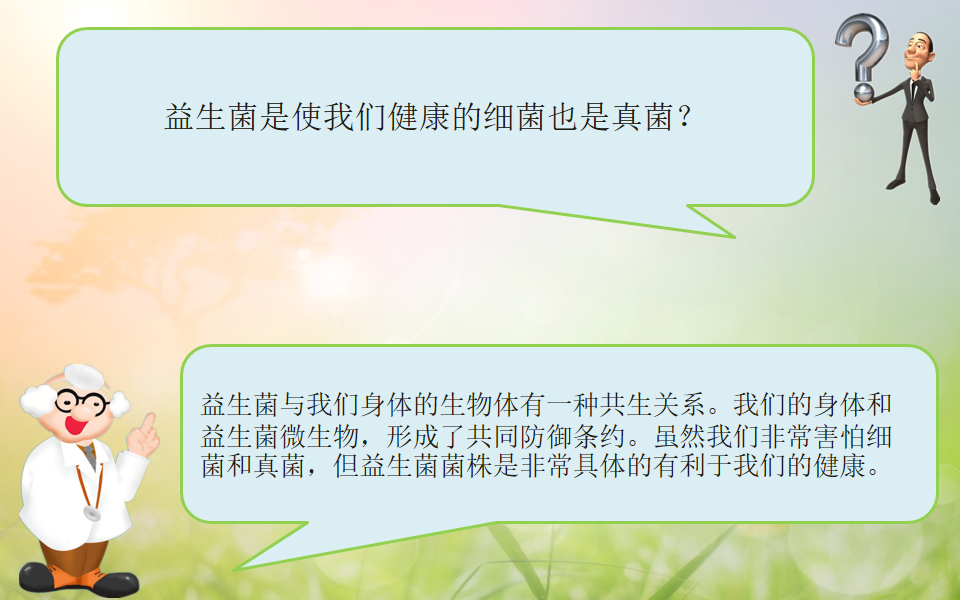 益生菌是使我们健康的细菌也是真菌？
益生菌与我们身体的生物体有一种共生关系。我们的身体和
益生菌微生物，形成了共同防御条约。虽然我们非常害怕细
菌和真菌，但益生菌菌株是非常具体的有利于我们的健康。